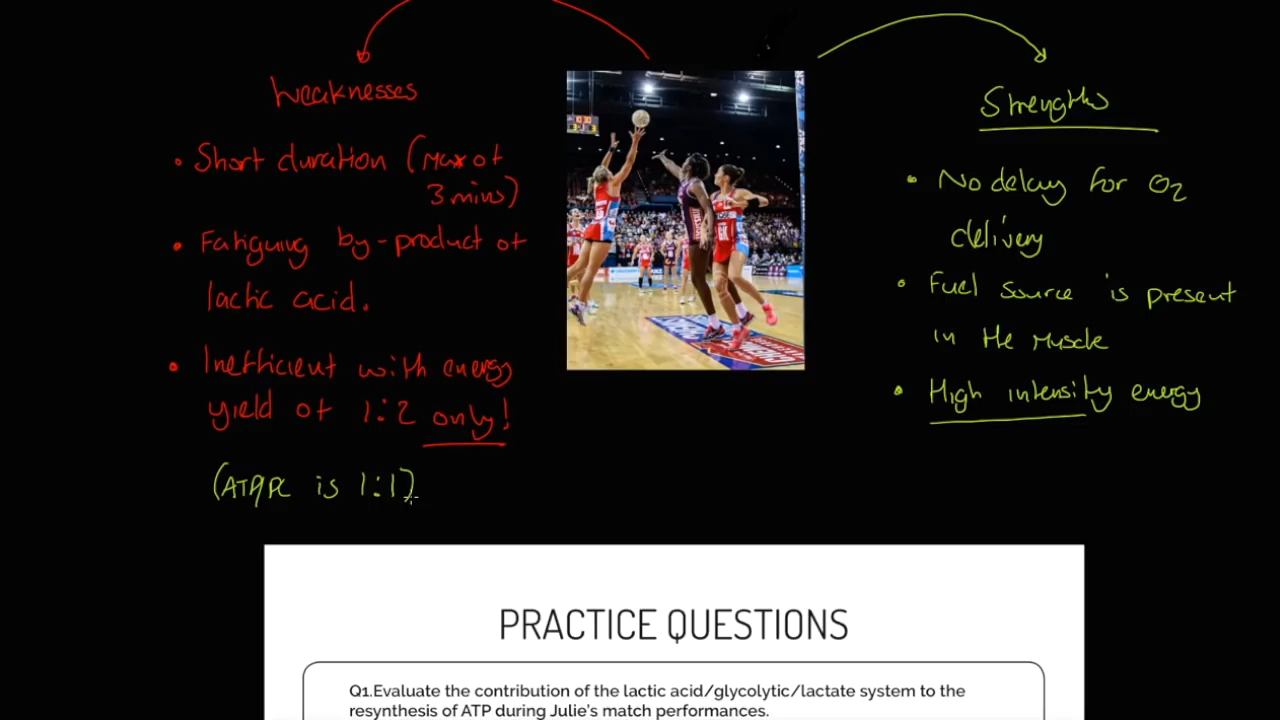 Weaknesses
• Short duration (Max of
3 mins)
• Fatiguing by-product of
lactic acid.
• Inefficient with energy
yield of 1:2 only!
(ATP/PC is 1:1)
Strengths
• No delay for O2
delivery
• Fuel source is present
in the muscle
• High intensity energy
PRACTICE QUESTIONS
Q1.Evaluate the contribution of the lactic acid/glycolytic/lactate system to the
resynthesis of ATP during Julie's match performances.